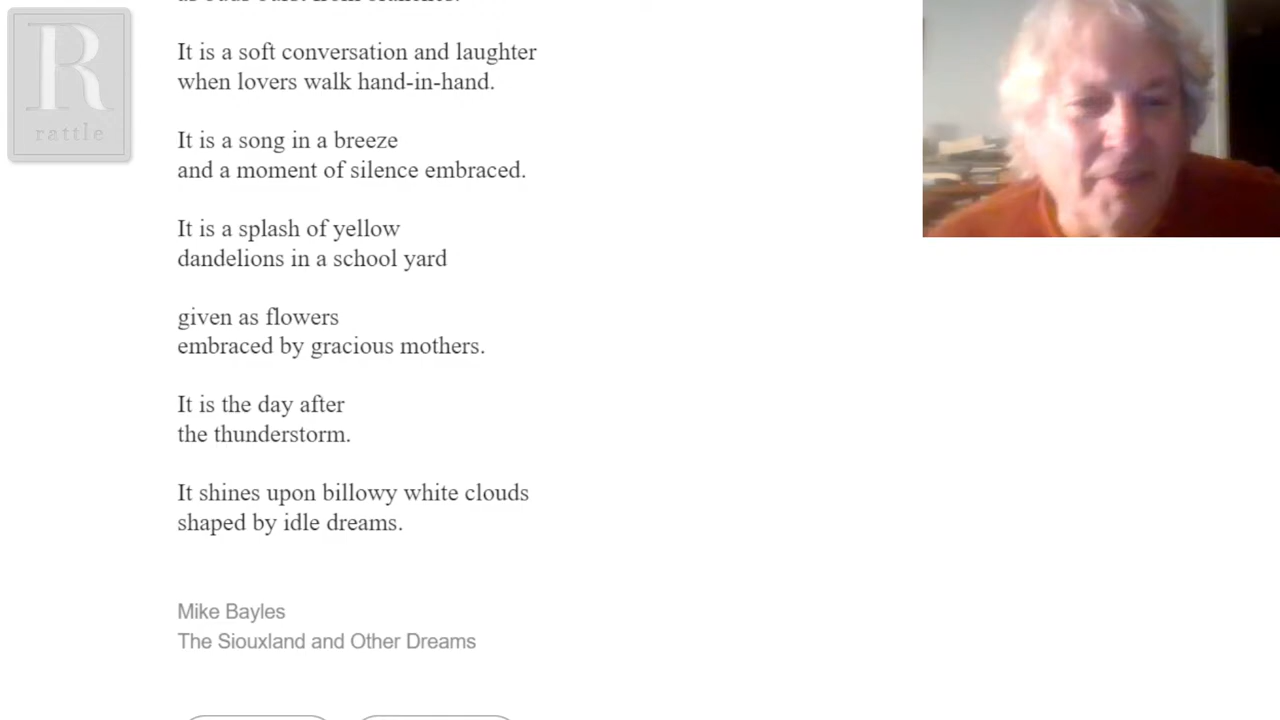 R
rattle
It is a soft conversation and laughter
when lovers walk hand-in-hand.
It is a song in a breeze
and a moment of silence embraced.
It is a splash of yellow
dandelions in a school yard
given as flowers
embraced by gracious mothers.
It is the day after
the thunderstorm.
It shines upon billowy white clouds
shaped by idle dreams.
Mike Bayles
The Siouxland and Other Dreams